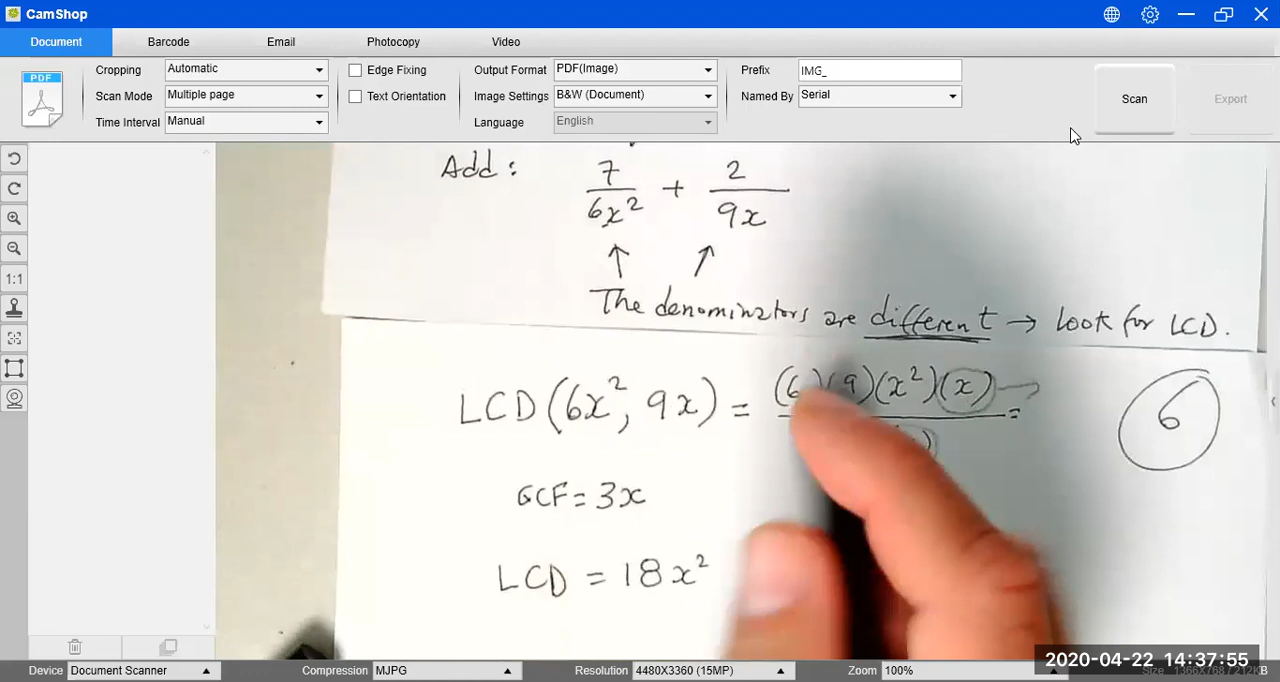 CamShop
Document Barcode Email Photocopy Video
PDF
Cropping Automatic
Scan Mode Multiple page
Time Interval Manual
Edge Fixing
Text Orientation
Output Format PDF(Image)
Image Settings B&W (Document)
Language English
Prefix IMG_
Named By Serial
Scan Export
1:1
Add: 7/6x² + 2/9x
↑ ↑
The denominators are different → Look for LCD.
LCD(6x², 9x) = (6)(9)(x²)(x) =
6
GCF = 3x
LCD = 18x²
2020-04-22 14:37:55
Device Document Scanner Compression MJPG Resolution 4480X3360 (15MP) Zoom 100%